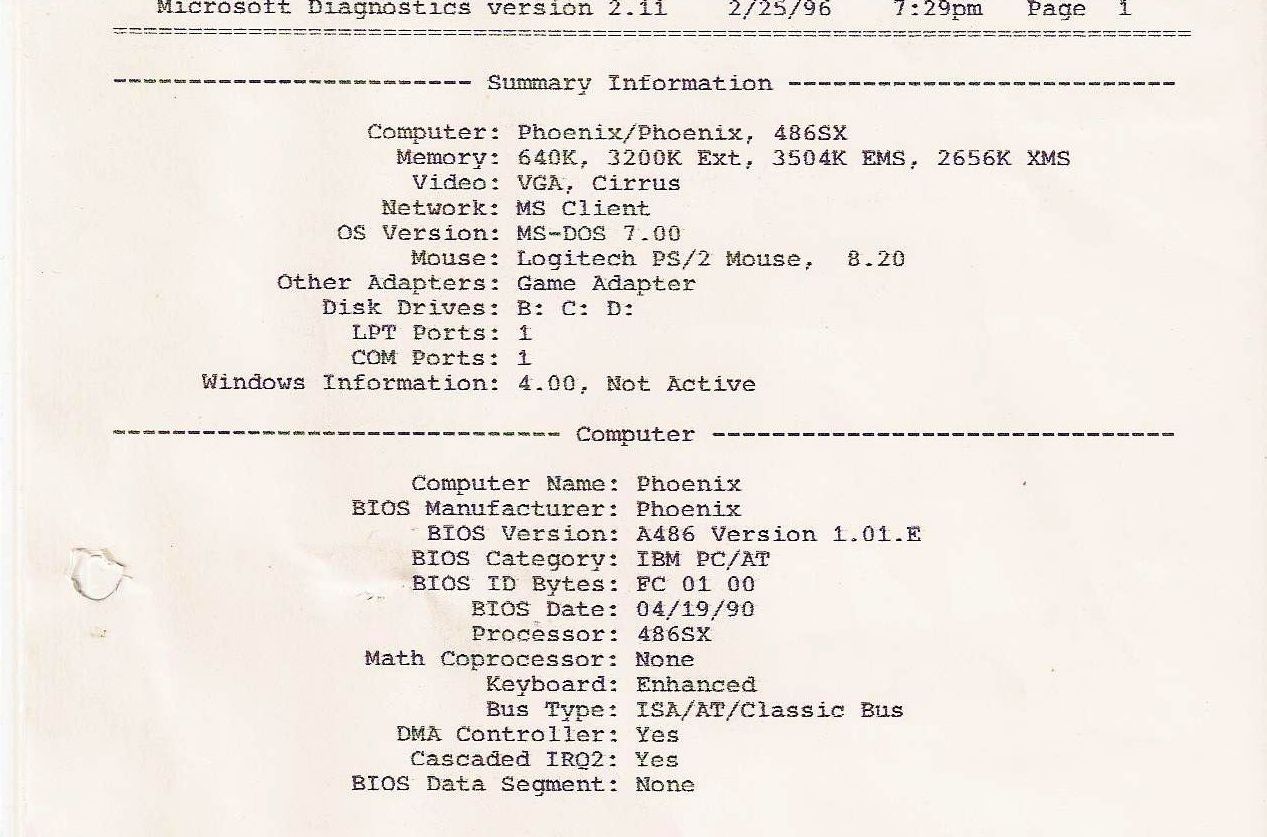 Microsoft Diagnostics version 2.11    2/25/96    7:29pm   Page  1
========================================================================
------------------------ Summary Information --------------------------
Computer: Phoenix/Phoenix, 486SX
Memory: 640K, 3200K Ext, 3504K EMS, 2656K XMS
Video: VGA, Cirrus
Network: MS Client
OS Version: MS-DOS 7.00
Mouse: Logitech PS/2 Mouse,  8.20
Other Adapters: Game Adapter
Disk Drives: B: C: D:
LPT Ports: 1
COM Ports: 1
Windows Information: 4.00, Not Active
------------------------------ Computer -------------------------------
Computer Name: Phoenix
BIOS Manufacturer: Phoenix
BIOS Version: A486 Version 1.01.E
BIOS Category: IBM PC/AT
BIOS ID Bytes: FC 01 00
BIOS Date: 04/19/90
Processor: 486SX
Math Coprocessor: None
Keyboard: Enhanced
Bus Type: ISA/AT/Classic Bus
DMA Controller: Yes
Cascaded IRQ2: Yes
BIOS Data Segment: None